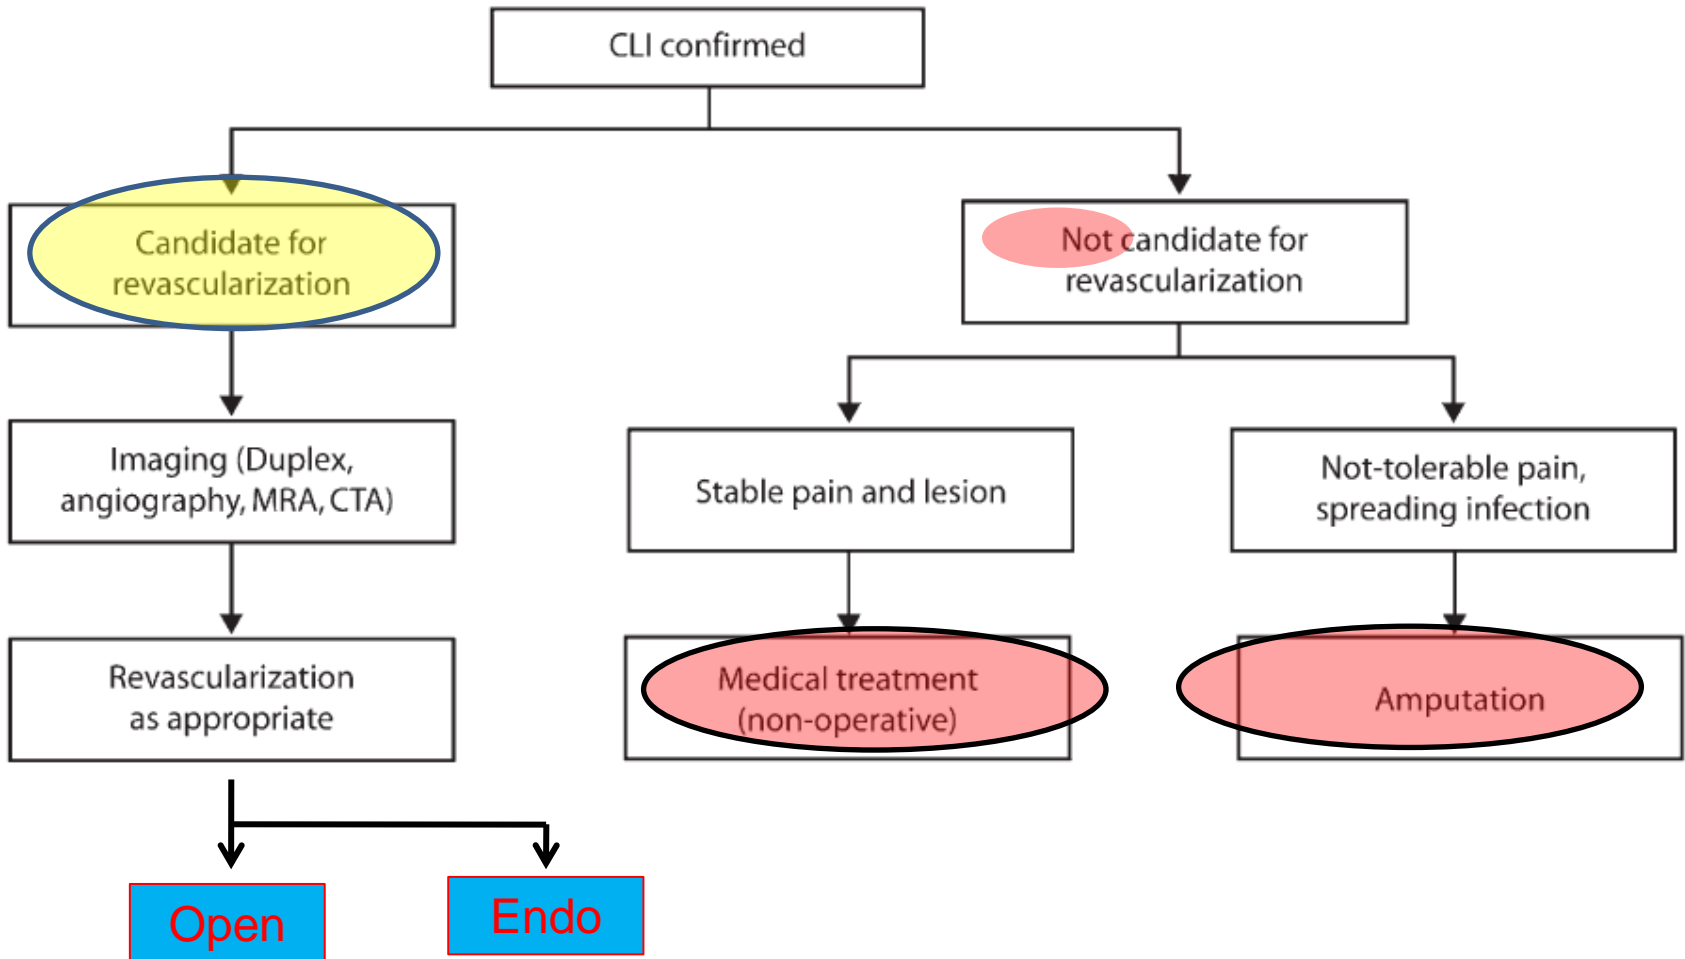 CLI confirmed
Candidate for
revascularization
Not candidate for
revascularization
Imaging (Duplex,
angiography, MRA, CTA)
Stable pain and lesion
Not-tolerable pain,
spreading infection
Revascularization
as appropriate
Medical treatment
(non-operative)
Amputation
Open
Endo